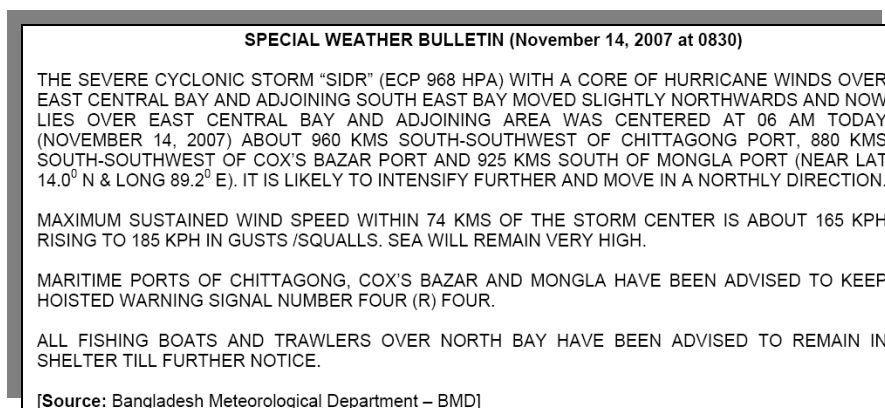 SPECIAL WEATHER BULLETIN (November 14, 2007 at 0830)
THE SEVERE CYCLONIC STORM “SIDR” (ECP 968 HPA) WITH A CORE OF HURRICANE WINDS OVER
EAST CENTRAL BAY AND ADJOINING SOUTH EAST BAY MOVED SLIGHTLY NORTHWARDS AND NOW
LIES OVER EAST CENTRAL BAY AND ADJOINING AREA WAS CENTERED AT 06 AM TODAY
(NOVEMBER 14, 2007) ABOUT 960 KMS SOUTH-SOUTHWEST OF CHITTAGONG PORT, 880 KMS
SOUTH-SOUTHWEST OF COX’S BAZAR PORT AND 925 KMS SOUTH OF MONGLA PORT (NEAR LAT
14.0⁰ N & LONG 89.2⁰ E). IT IS LIKELY TO INTENSIFY FURTHER AND MOVE IN A NORTHLY DIRECTION.
MAXIMUM SUSTAINED WIND SPEED WITHIN 74 KMS OF THE STORM CENTER IS ABOUT 165 KPH
RISING TO 185 KPH IN GUSTS /SQUALLS. SEA WILL REMAIN VERY HIGH.
MARITIME PORTS OF CHITTAGONG, COX’S BAZAR AND MONGLA HAVE BEEN ADVISED TO KEEP
HOISTED WARNING SIGNAL NUMBER FOUR (R) FOUR.
ALL FISHING BOATS AND TRAWLERS OVER NORTH BAY HAVE BEEN ADVISED TO REMAIN IN
SHELTER TILL FURTHER NOTICE.
[Source: Bangladesh Meteorological Department – BMD]